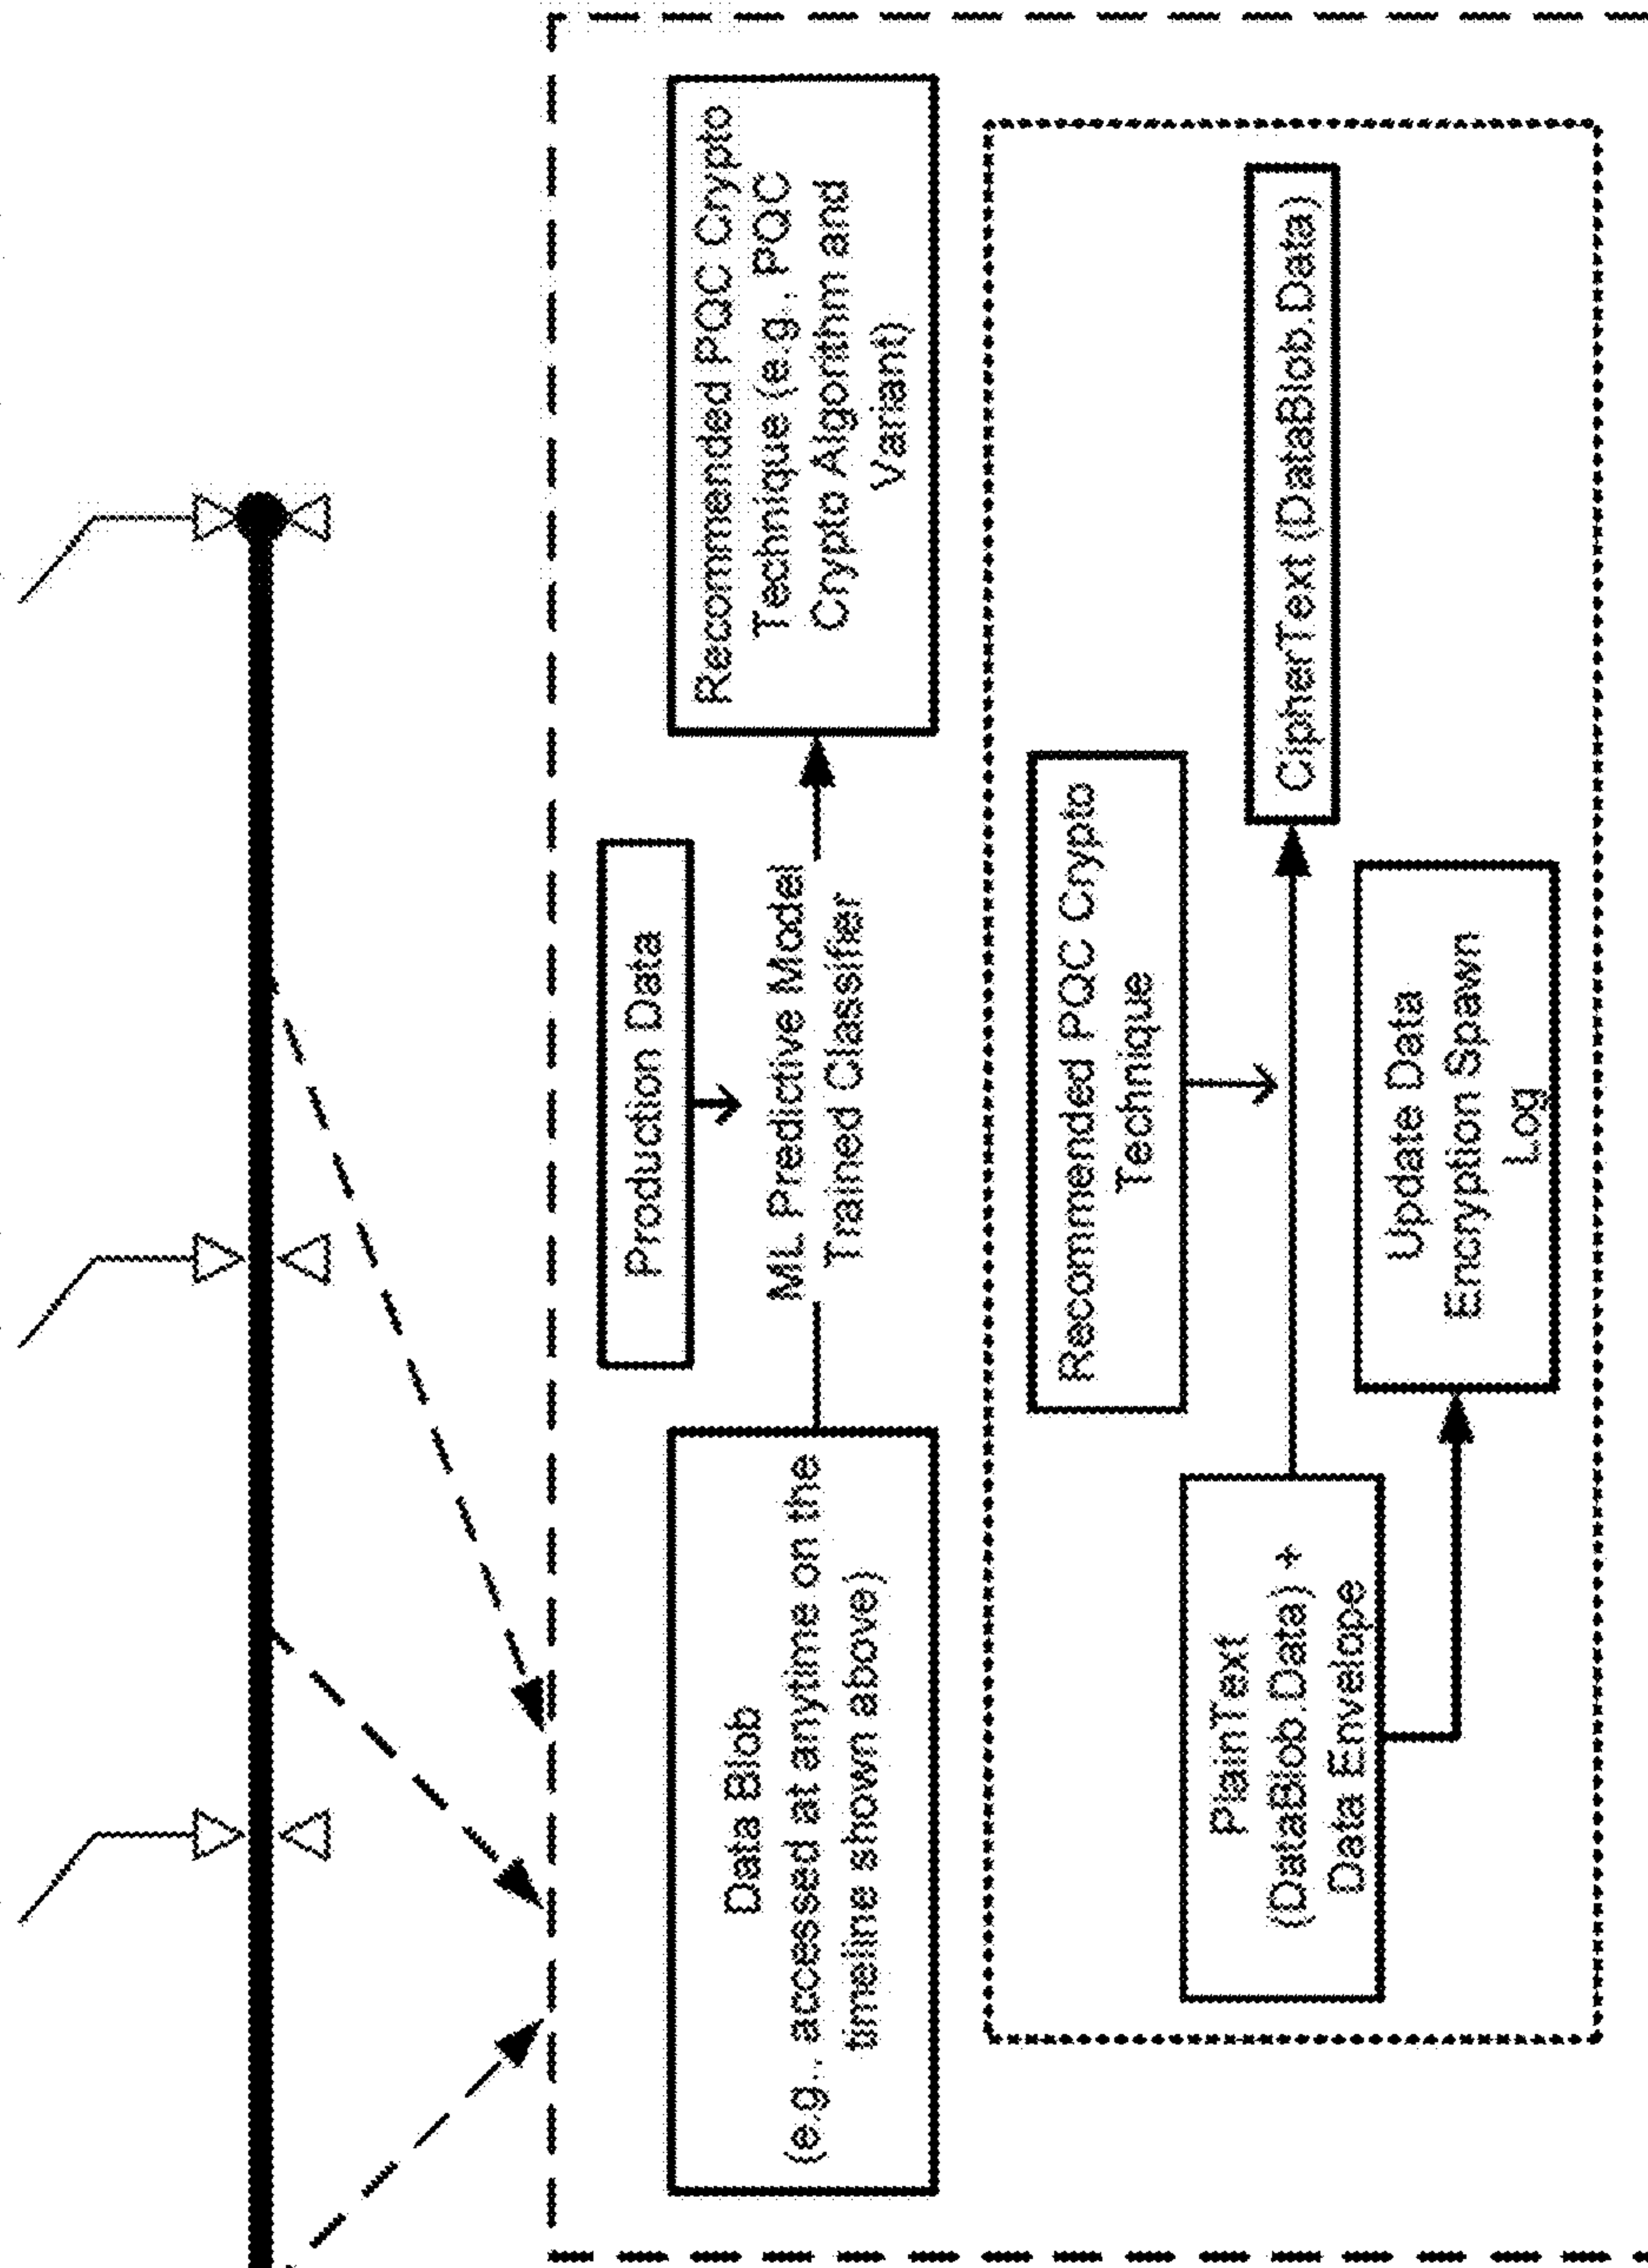 Production Data
Data Blob
(e.g., accessed at anytime on the
timeline shown above)
ML Predictive Model
Trained Classifier
Recommended PQC Crypto
Technique (e.g., PQC
Crypto Algorithm and
Variant)
Recommended PQC Crypto
Technique
PlainText
(DataBlob.Data) +
Data Envelope
CipherText (DataBlob.Data)
Update Data
Encryption Spawn
Log